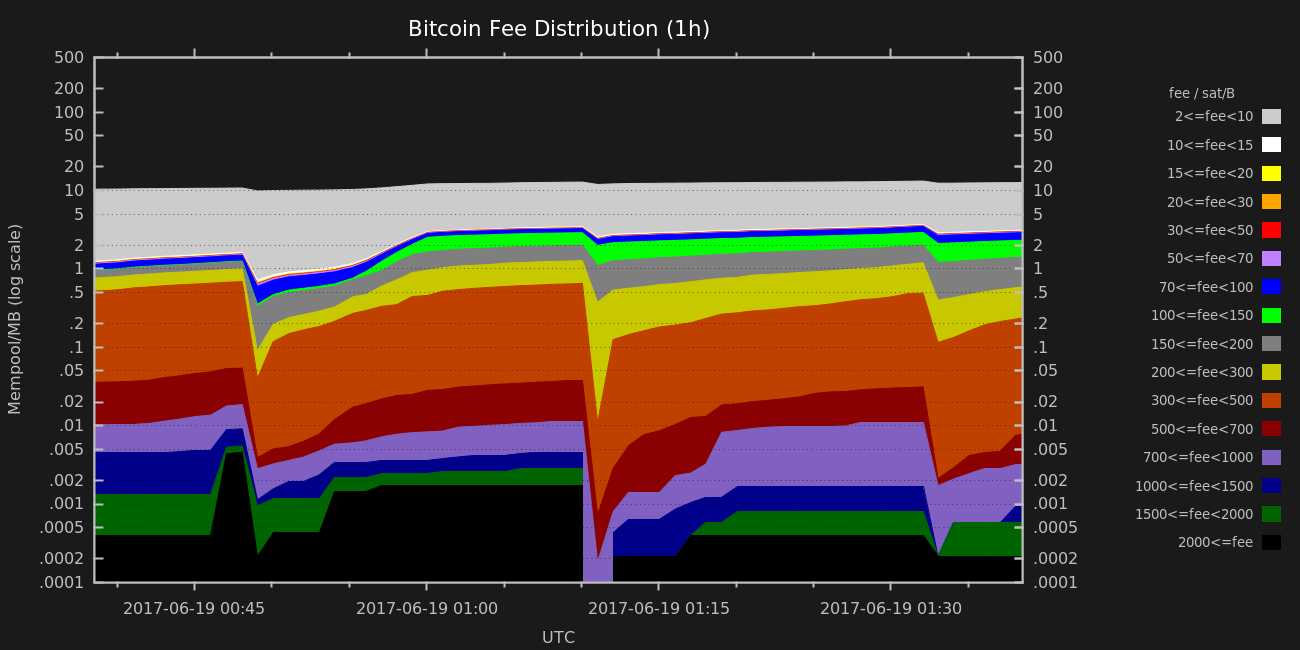 Bitcoin Fee Distribution (1h)
500 500
200 200
100 100
50 50
20 20
10 10
5 5
2 2
1 1
.5 .5
.2 .2
.1 .1
.05 .05
.02 .02
.01 .01
.005 .005
.002 .002
.001 .001
.0005 .0005
.0002 .0002
.0001 .0001
Mempool/MB (log scale)
2017-06-19 00:45 2017-06-19 01:00 2017-06-19 01:15 2017-06-19 01:30
UTC
fee / sat/B
2<=fee<10
10<=fee<15
15<=fee<20
20<=fee<30
30<=fee<50
50<=fee<70
70<=fee<100
100<=fee<150
150<=fee<200
200<=fee<300
300<=fee<500
500<=fee<700
700<=fee<1000
1000<=fee<1500
1500<=fee<2000
2000<=fee